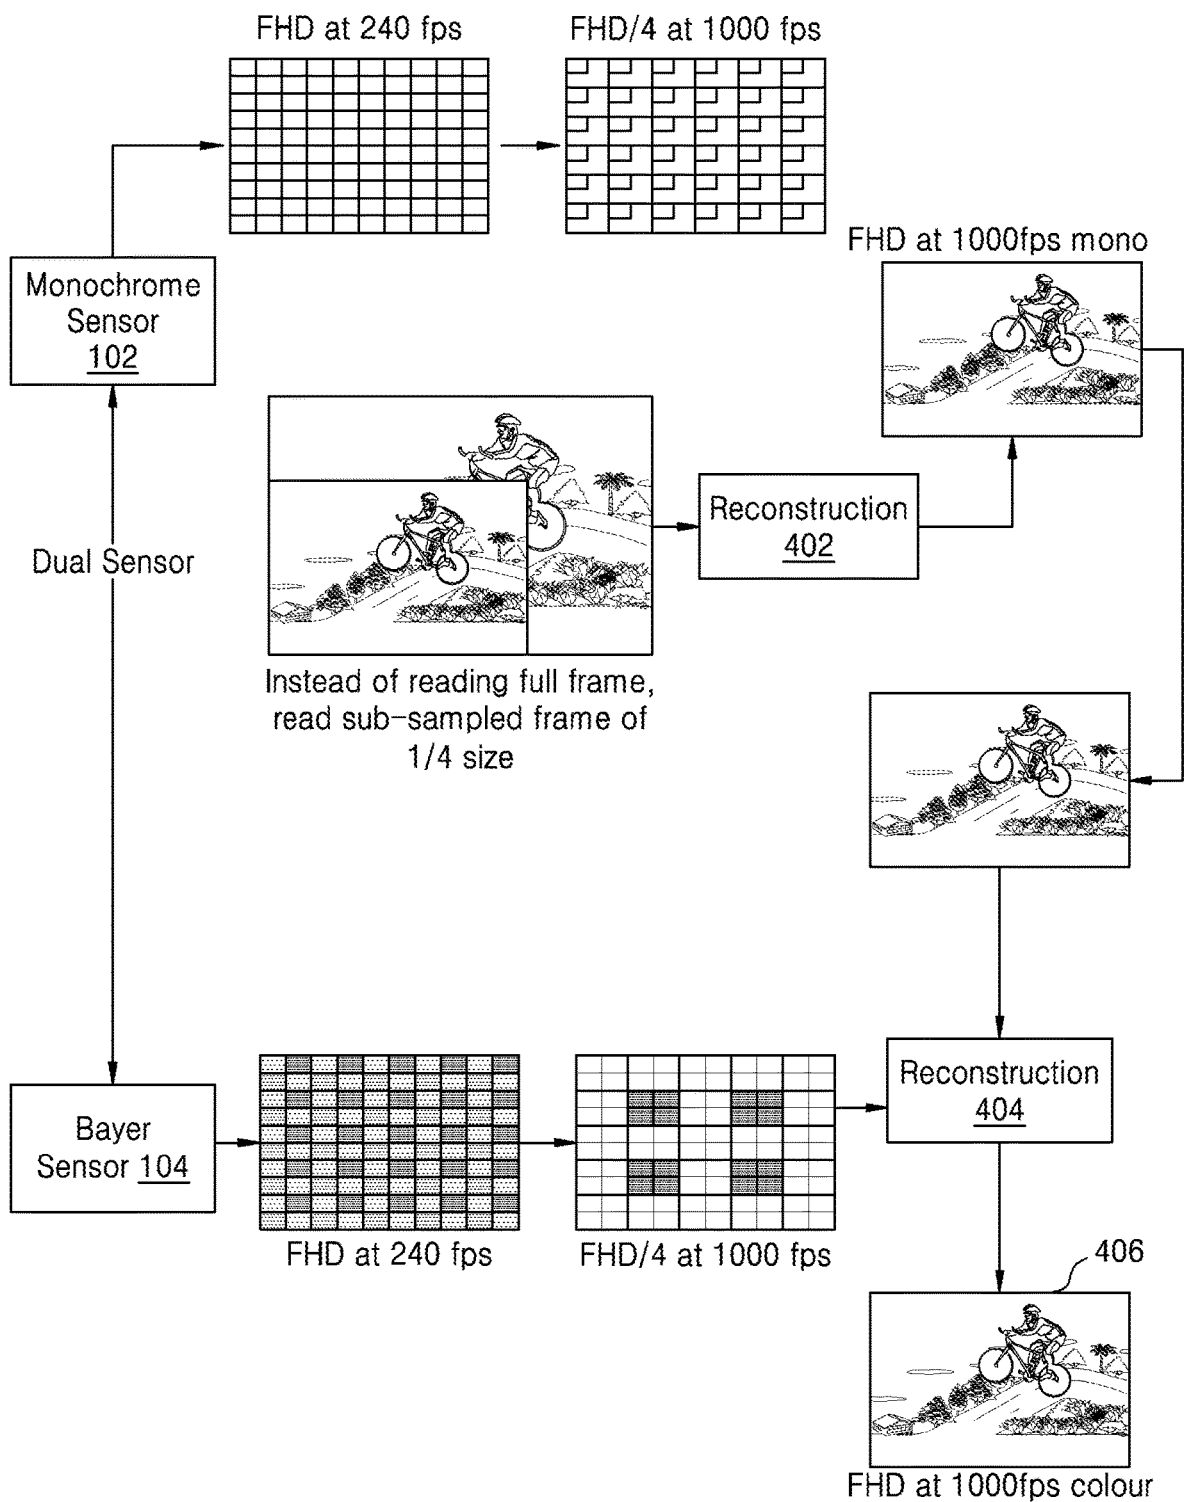 FHD at 240 fps
FHD/4 at 1000 fps
FHD at 1000fps mono
Monochrome
Sensor
102
Reconstruction
402
Dual Sensor
Instead of reading full frame,
read sub-sampled frame of
1/4 size
Reconstruction
404
Bayer
Sensor 104
FHD at 240 fps
FHD/4 at 1000 fps
406
FHD at 1000fps colour